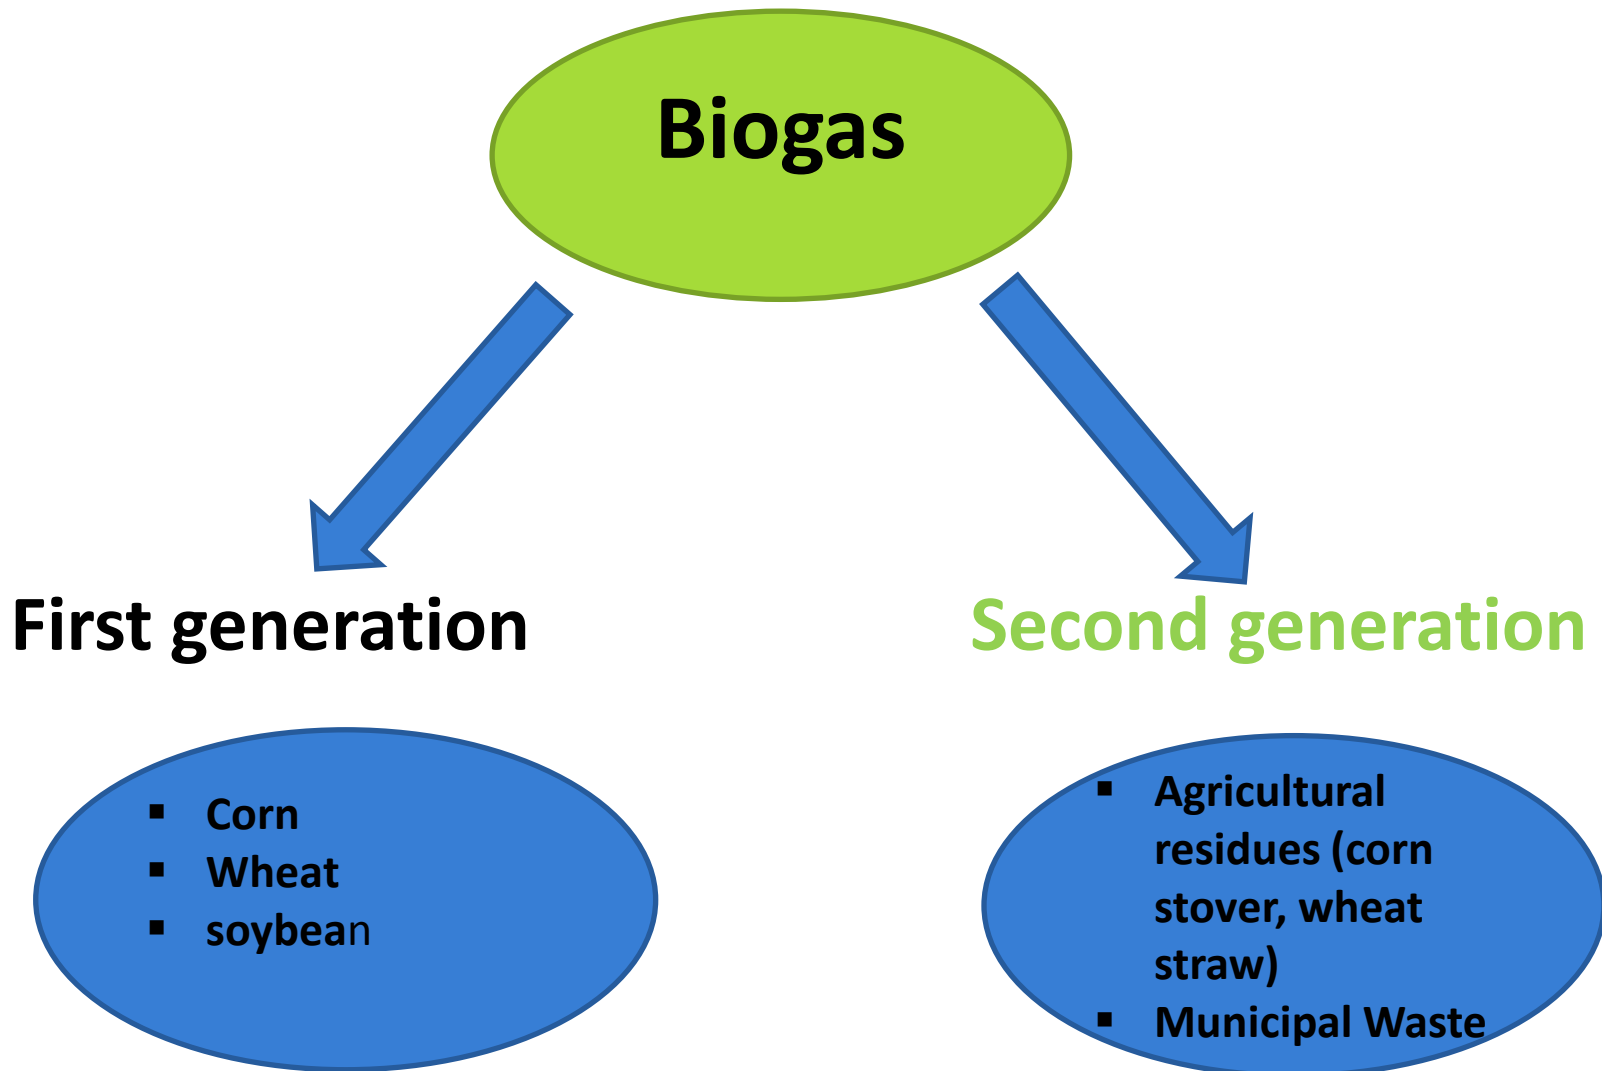 Biogas
First generation
Second generation
▪ Corn
▪ Wheat
▪ soybean
▪ Agricultural
residues (corn
stover, wheat
straw)
▪ Municipal Waste